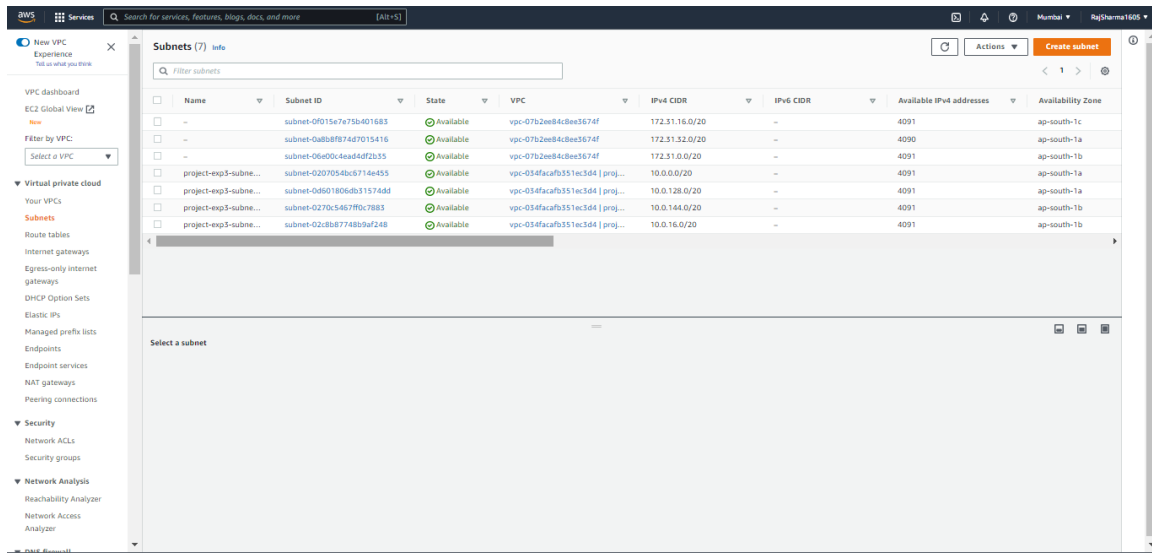 aws Services Search for services, features, blogs, docs, and more [Alt+S] Mumbai RajSharma1605
New VPC Experience
Tell us what you think
VPC dashboard
EC2 Global View
New
Filter by VPC:
Select a VPC
Virtual private cloud
Your VPCs
Subnets
Route tables
Internet gateways
Egress-only internet gateways
DHCP Option Sets
Elastic IPs
Managed prefix lists
Endpoints
Endpoint services
NAT gateways
Peering connections
Security
Network ACLs
Security groups
Network Analysis
Reachability Analyzer
Network Access Analyzer
DNS Firewall
Subnets (7) Info Actions Create subnet
Filter subnets 1
Name Subnet ID State VPC IPv4 CIDR IPv6 CIDR Available IPv4 addresses Availability Zone
– subnet-0f015e7e75b401683 Available vpc-07b2ee84c8ee3674f 172.31.16.0/20 – 4091 ap-south-1c
– subnet-0a8b8f874d7015416 Available vpc-07b2ee84c8ee3674f 172.31.32.0/20 – 4090 ap-south-1a
– subnet-06e00c4ead4df2b35 Available vpc-07b2ee84c8ee3674f 172.31.0.0/20 – 4091 ap-south-1b
project-exp3-subne... subnet-0207054bc6714e455 Available vpc-034facafb351ec3d4 | proj... 10.0.0.0/20 – 4091 ap-south-1a
project-exp3-subne... subnet-0d601806db31574dd Available vpc-034facafb351ec3d4 | proj... 10.0.128.0/20 – 4091 ap-south-1a
project-exp3-subne... subnet-0270c5467ff0c7883 Available vpc-034facafb351ec3d4 | proj... 10.0.144.0/20 – 4091 ap-south-1b
project-exp3-subne... subnet-02c8b87748b9af248 Available vpc-034facafb351ec3d4 | proj... 10.0.16.0/20 – 4091 ap-south-1b
Select a subnet